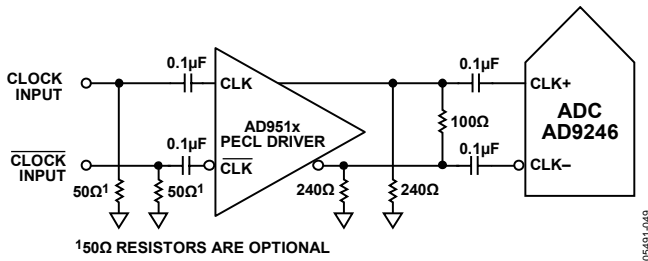 CLOCK
INPUT
0.1µF
CLK
AD951x
PECL DRIVER
0.1µF
ADC
AD9246
CLK+
100Ω
CLOCK
INPUT
0.1µF
CLK
0.1µF
CLK–
50Ω1
50Ω1
240Ω
240Ω
150Ω RESISTORS ARE OPTIONAL
05491-049